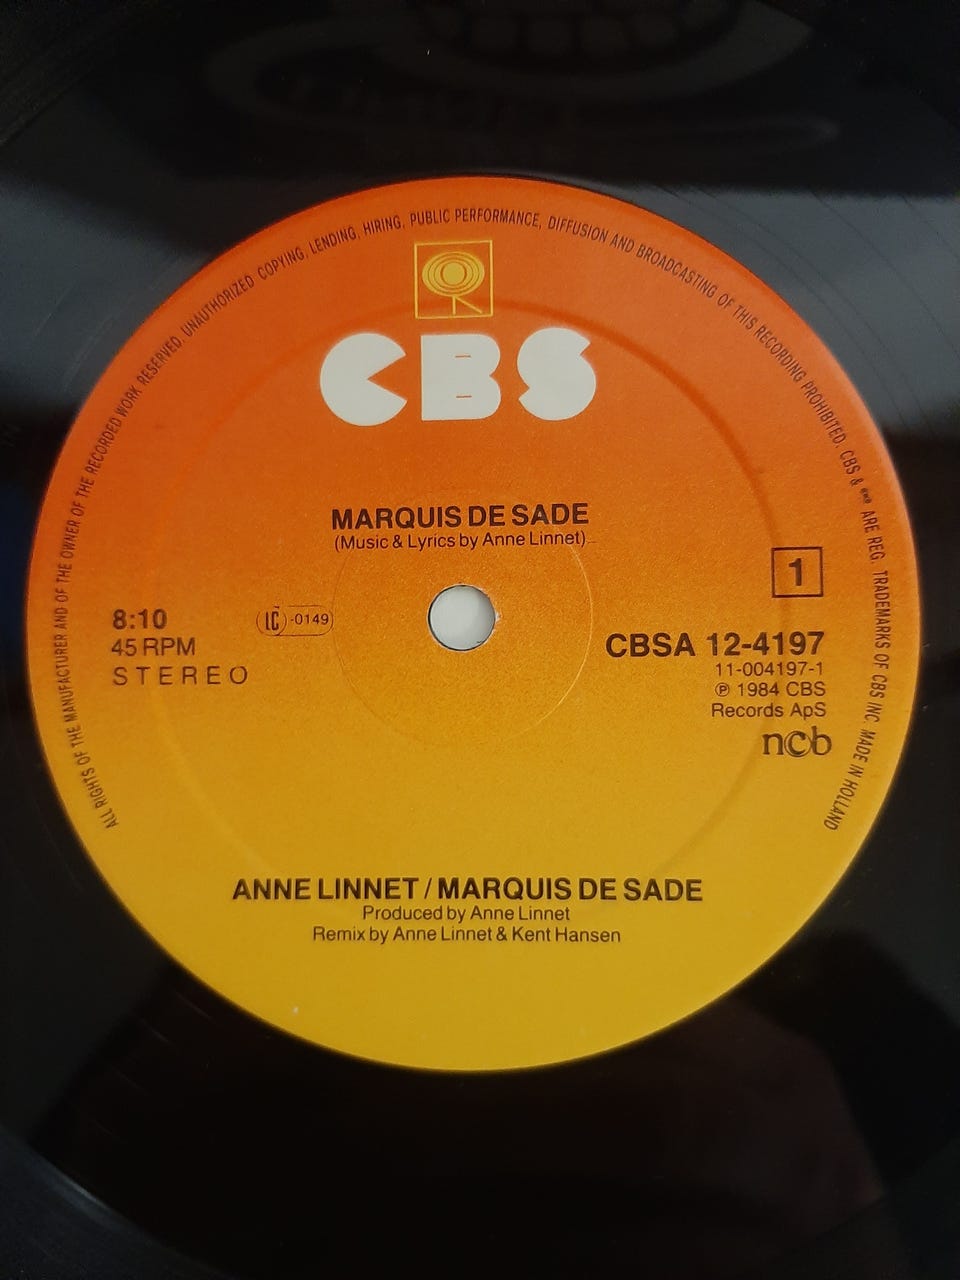 ALL RIGHTS OF THE MANUFACTURER AND OF THE OWNER OF THE RECORDED WORK RESERVED. UNAUTHORIZED COPYING, LENDING, HIRING, PUBLIC PERFORMANCE, DIFFUSION AND BROADCASTING OF THIS RECORDING PROHIBITED. CBS & ARE REG. TRADEMARKS OF CBS INC. MADE IN HOLLAND
CBS
MARQUIS DE SADE
(Music & Lyrics by Anne Linnet)
1
8:10
45 RPM
STEREO
LC -0149
CBSA 12-4197
11-004197-1
℗ 1984 CBS
Records ApS
ncb
ANNE LINNET / MARQUIS DE SADE
Produced by Anne Linnet
Remix by Anne Linnet & Kent Hansen